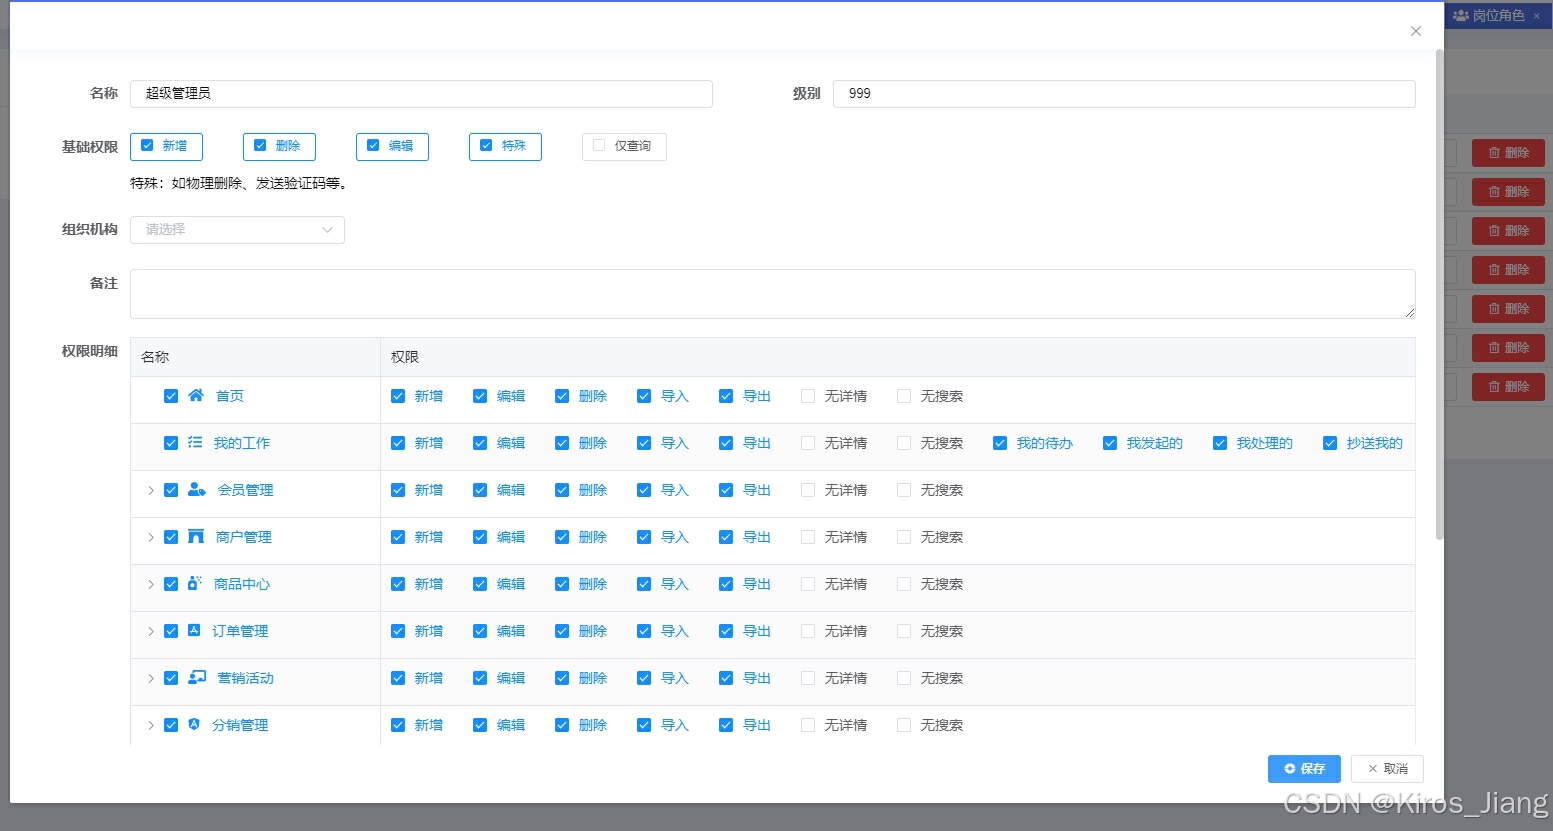 岗位角色
名称 超级管理员 级别 999
基础权限 新增 删除 编辑 特殊 仅查询
特殊：如物理删除、发送验证码等。
组织机构 请选择
备注
权限明细 名称 权限
首页 新增 编辑 删除 导入 导出 无详情 无搜索
我的工作 新增 编辑 删除 导入 导出 无详情 无搜索 我的待办 我发起的 我处理的 抄送我的
会员管理 新增 编辑 删除 导入 导出 无详情 无搜索
商户管理 新增 编辑 删除 导入 导出 无详情 无搜索
商品中心 新增 编辑 删除 导入 导出 无详情 无搜索
订单管理 新增 编辑 删除 导入 导出 无详情 无搜索
营销活动 新增 编辑 删除 导入 导出 无详情 无搜索
分销管理 新增 编辑 删除 导入 导出 无详情 无搜索
保存 取消
删除
删除
删除
删除
删除
删除
删除
CSDN @Kiros_Jiang